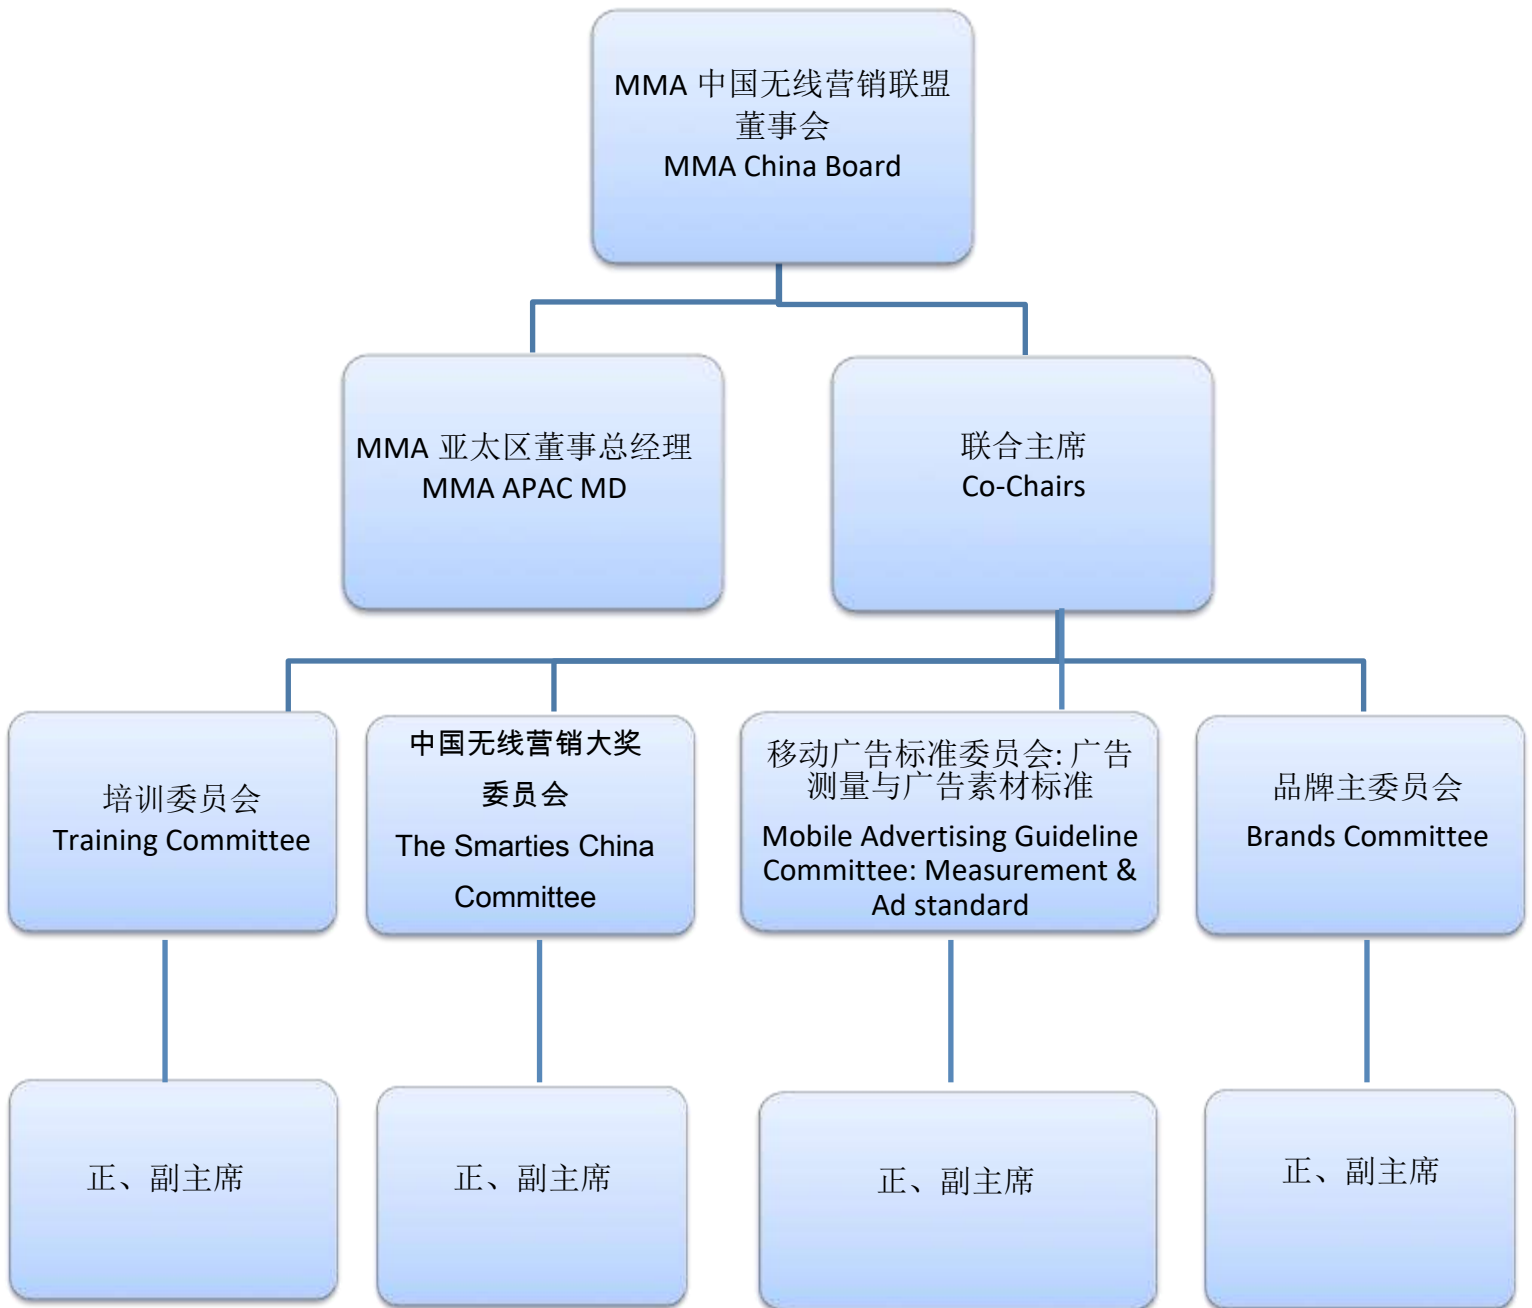 MMA 中国无线营销联盟
董事会
MMA China Board
MMA 亚太区董事总经理
MMA APAC MD
联合主席
Co-Chairs
培训委员会
Training Committee
中国无线营销大奖
委员会
The Smarties China
Committee
移动广告标准委员会: 广告
测量与广告素材标准
Mobile Advertising Guideline
Committee: Measurement &
Ad standard
品牌主委员会
Brands Committee
正、副主席
正、副主席
正、副主席
正、副主席